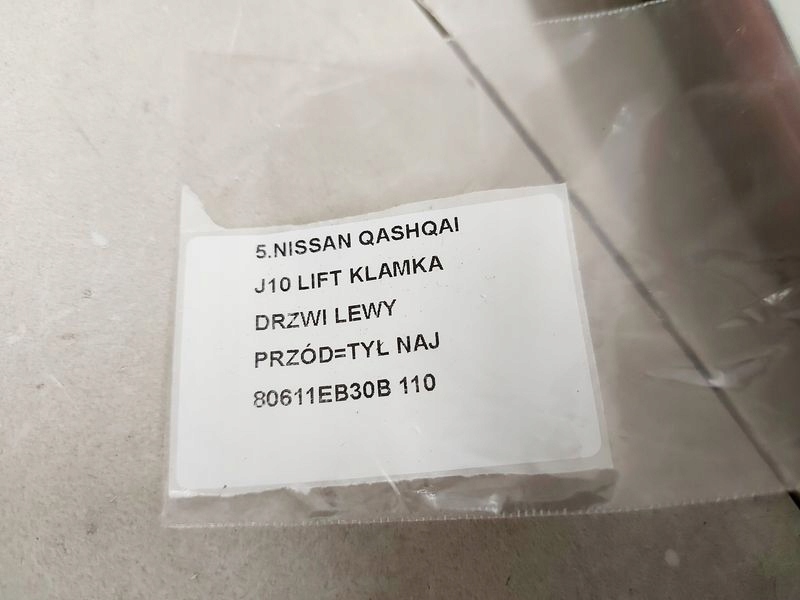 5.NISSAN QASHQAI
J10 LIFT KLAMKA
DRZWI LEWY
PRZÓD=TYŁ NAJ
80611EB30B 110